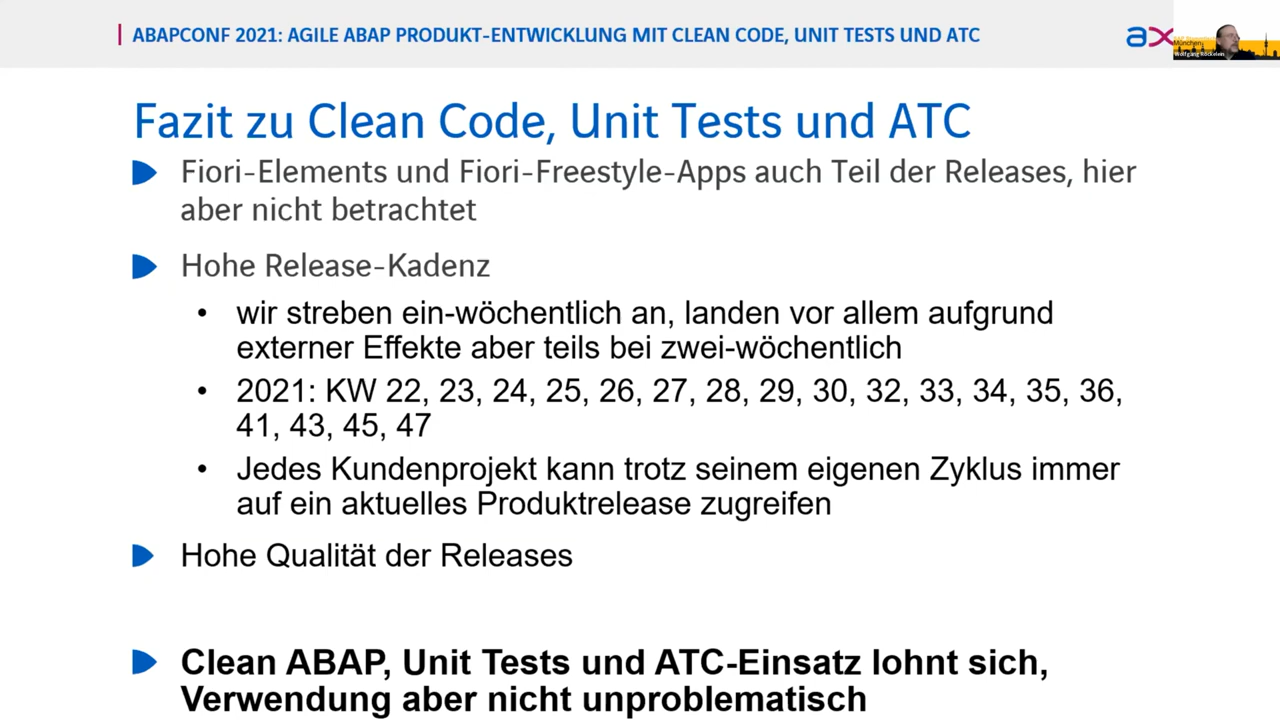 ABAPCONF 2021: AGILE ABAP PRODUKT-ENTWICKLUNG MIT CLEAN CODE, UNIT TESTS UND ATC
ax
München
Wolfgang Röckelein
Fazit zu Clean Code, Unit Tests und ATC
Fiori-Elements und Fiori-Freestyle-Apps auch Teil der Releases, hier
aber nicht betrachtet
Hohe Release-Kadenz
• wir streben ein-wöchentlich an, landen vor allem aufgrund
externer Effekte aber teils bei zwei-wöchentlich
• 2021: KW 22, 23, 24, 25, 26, 27, 28, 29, 30, 32, 33, 34, 35, 36,
41, 43, 45, 47
• Jedes Kundenprojekt kann trotz seinem eigenen Zyklus immer
auf ein aktuelles Produktrelease zugreifen
Hohe Qualität der Releases
Clean ABAP, Unit Tests und ATC-Einsatz lohnt sich,
Verwendung aber nicht unproblematisch